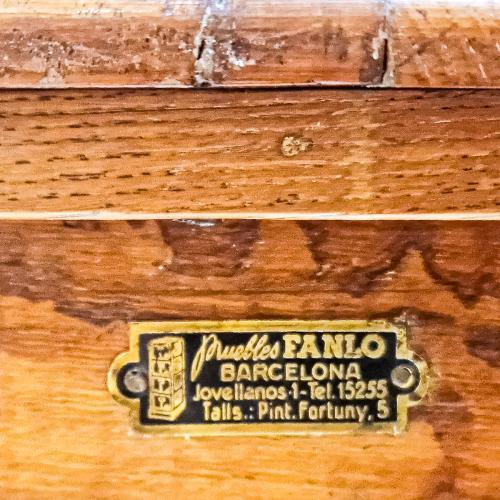 Muebles FANLO
BARCELONA
Jovellanos·1-Tel.15255
Talls.: Pint. Fortuny, 5